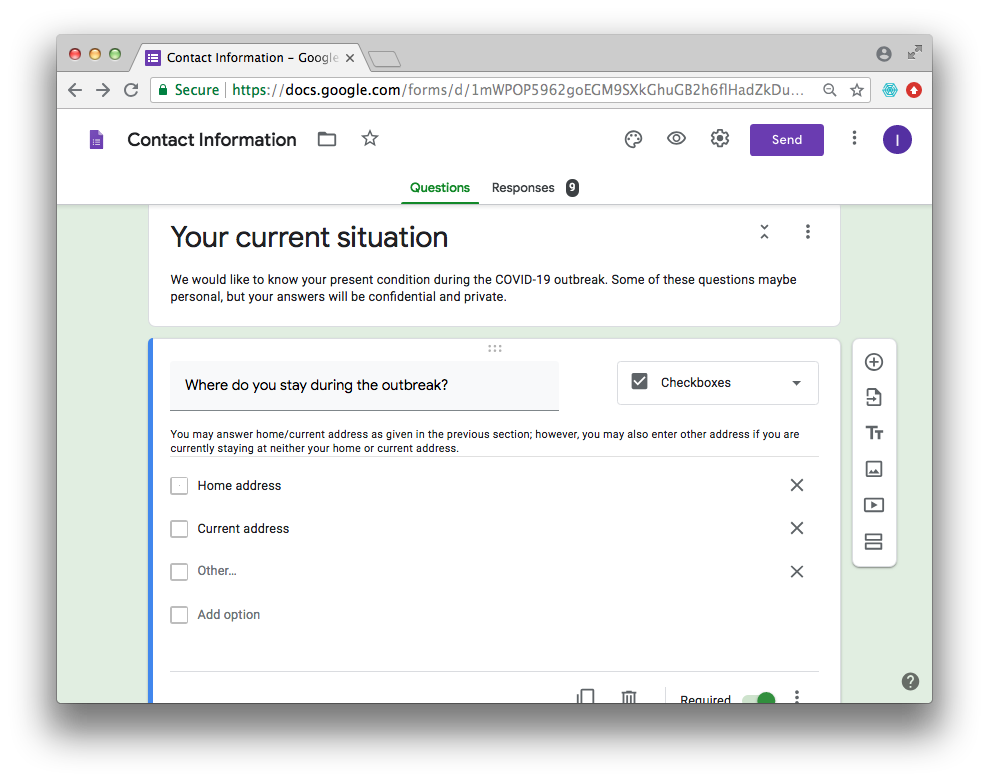 Contact Information – Google
Secure https://docs.google.com/forms/d/1mWPOP5962goEGM9SXkGhuGB2h6flHadZkDu...
Contact Information
Send
I
Questions Responses 9
Your current situation
We would like to know your present condition during the COVID-19 outbreak. Some of these questions maybe
personal, but your answers will be confidential and private.
Where do you stay during the outbreak?
Checkboxes
You may answer home/current address as given in the previous section; however, you may also enter other address if you are
currently staying at neither your home or current address.
Home address
Current address
Other...
Add option
Required